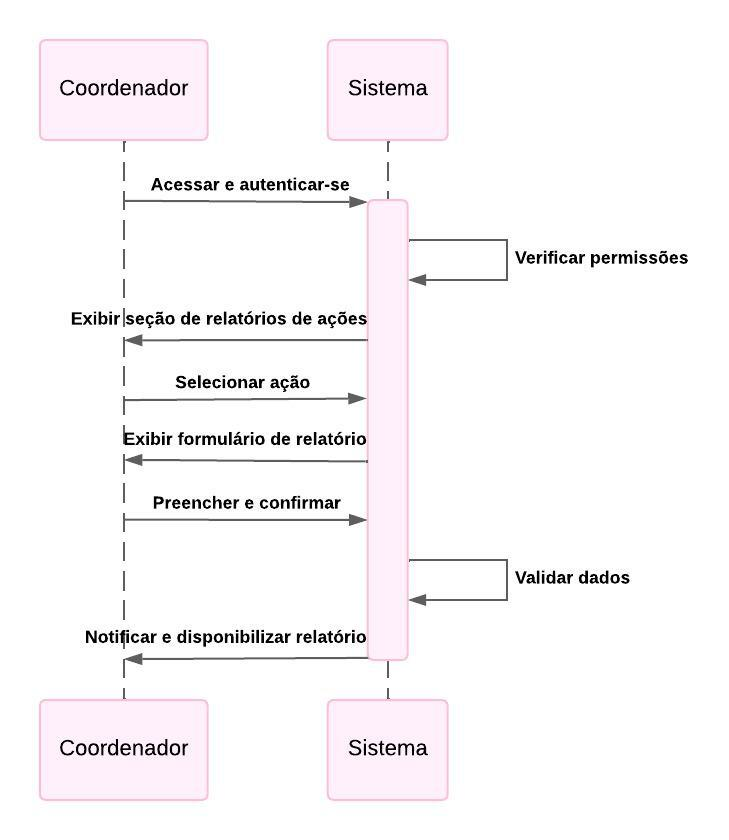 Coordenador
Sistema
Acessar e autenticar-se
Verificar permissões
Exibir seção de relatórios de ações
Selecionar ação
Exibir formulário de relatório
Preencher e confirmar
Validar dados
Notificar e disponibilizar relatório
Coordenador
Sistema